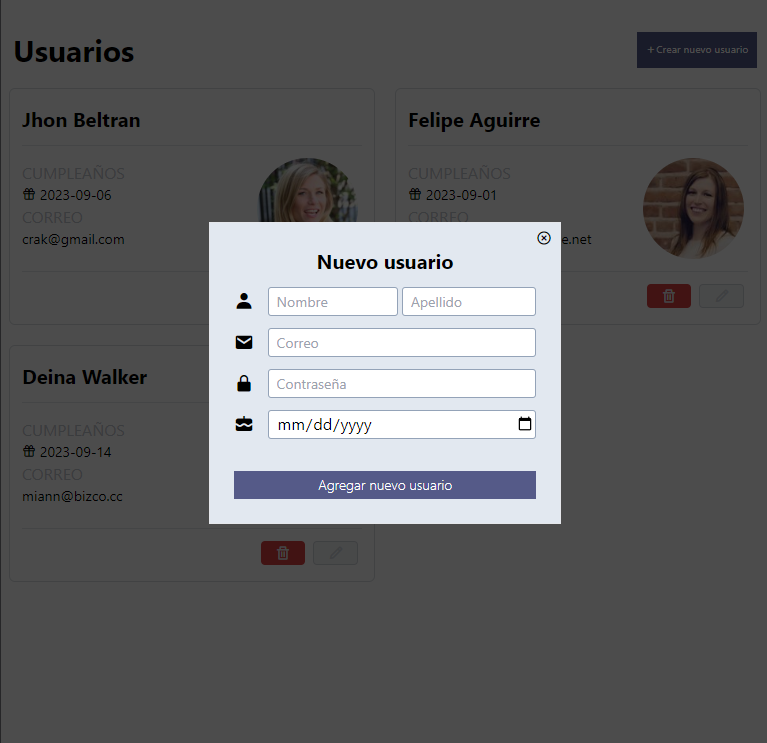 Usuarios
+ Crear nuevo usuario
Jhon Beltran
CUMPLEAÑOS
2023-09-06
CORREO
crak@gmail.com
Felipe Aguirre
CUMPLEAÑOS
2023-09-01
CORREO
e.net
Nuevo usuario
Nombre
Apellido
Correo
Contraseña
mm/dd/yyyy
Agregar nuevo usuario
Deina Walker
CUMPLEAÑOS
2023-09-14
CORREO
miann@bizco.cc